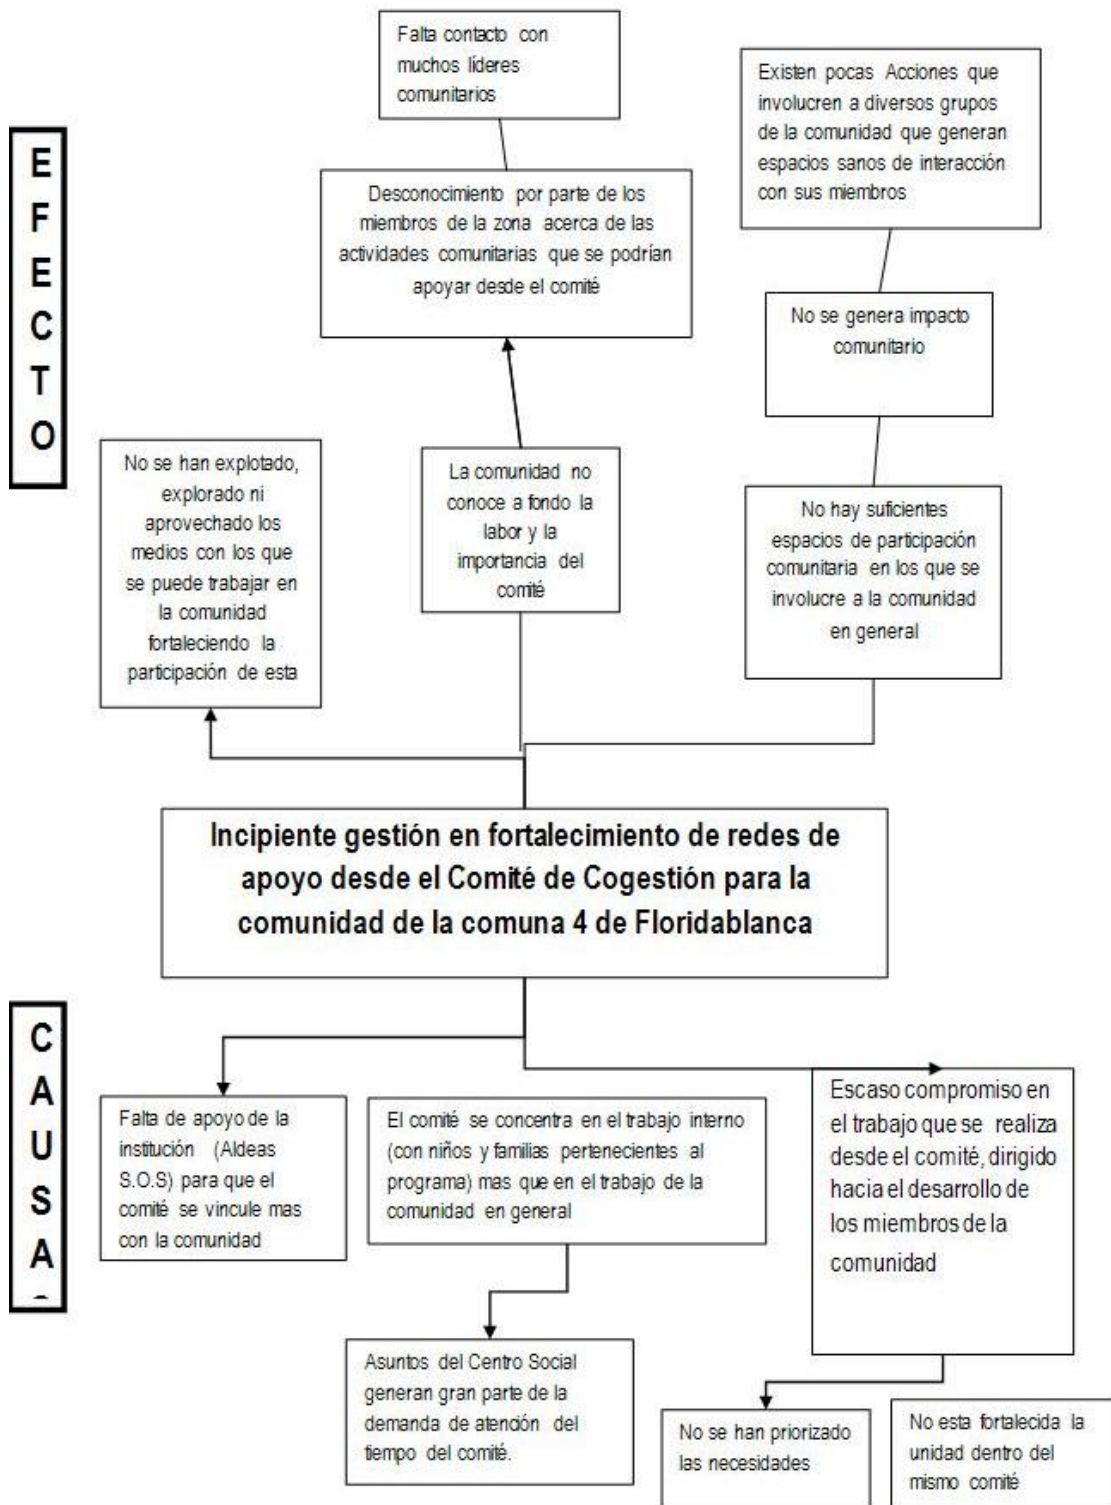 Falta contacto con
muchos líderes
comunitarios
Existen pocas Acciones que
involucren a diversos grupos
de la comunidad que generan
espacios sanos de interacción
con sus miembros
E
F
E
C
T
O
Desconocimiento por parte de los
miembros de la zona acerca de las
actividades comunitarias que se podrían
apoyar desde el comité
No se genera impacto
comunitario
No se han explotado,
explorado ni
aprovechado los
medios con los que
se puede trabajar en
la comunidad
fortaleciendo la
participación de esta
La comunidad no
conoce a fondo la
labor y la
importancia del
comité
No hay suficientes
espacios de participación
comunitaria en los que se
involucre a la comunidad
en general
Incipiente gestión en fortalecimiento de redes de
apoyo desde el Comité de Cogestión para la
comunidad de la comuna 4 de Floridablanca
C
A
U
S
A
Falta de apoyo de la
institución (Aldeas
S.O.S) para que el
comité se vincule mas
con la comunidad
El comité se concentra en el trabajo interno
(con niños y familias pertenecientes al
programa) mas que en el trabajo de la
comunidad en general
Escaso compromiso en
el trabajo que se realiza
desde el comité, dirigido
hacia el desarrollo de
los miembros de la
comunidad
Asuntos del Centro Social
generan gran parte de la
demanda de atención del
tiempo del comité.
No se han priorizado
las necesidades
No esta fortalecida la
unidad dentro del
mismo comité